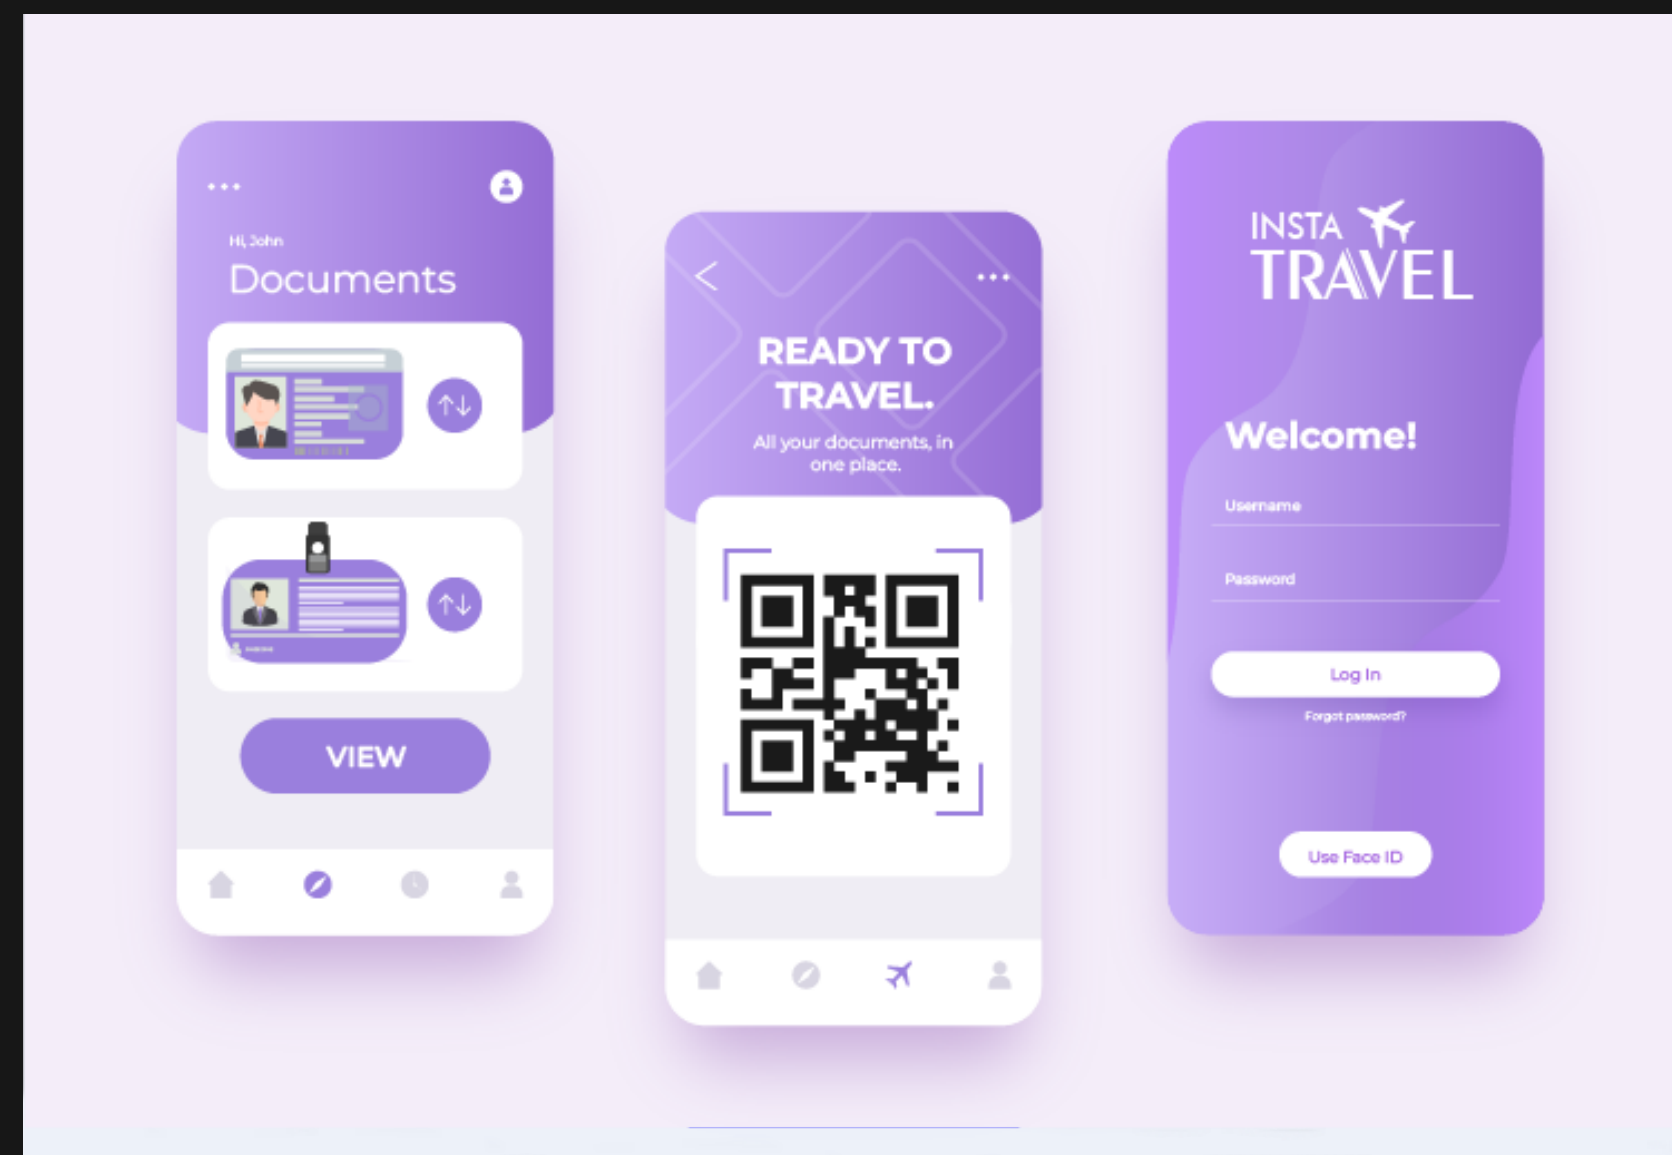 Hi, John
Documents
VIEW
READY TO
TRAVEL.
All your documents, in
one place.
INSTA
TRAVEL
Welcome!
Username
Password
Log In
Forgot password?
Use Face ID